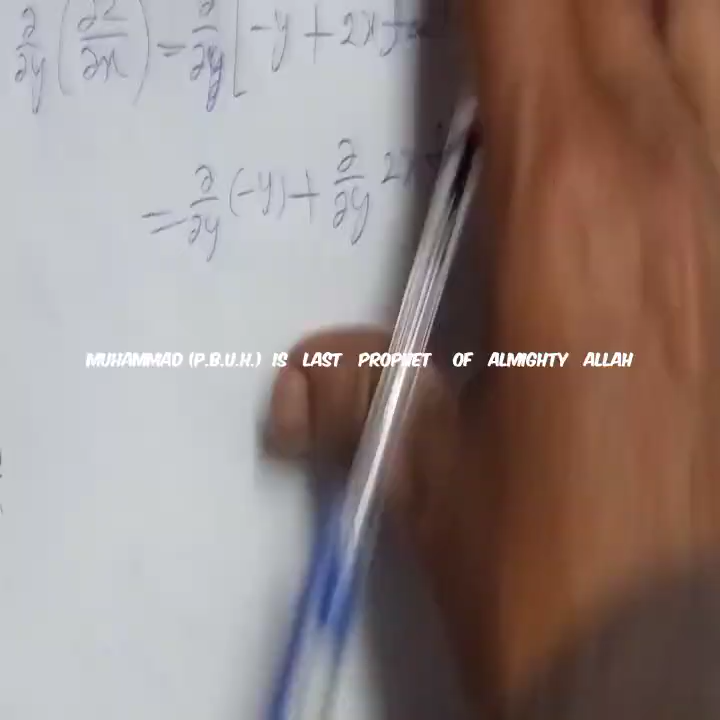 ∂/∂y (∂z/∂x) = ∂/∂y [-y + 2x
= ∂/∂y (-y) + ∂/∂y 2x
MUHAMMAD (P.B.U.H.) IS LAST PROPHET OF ALMIGHTY ALLAH